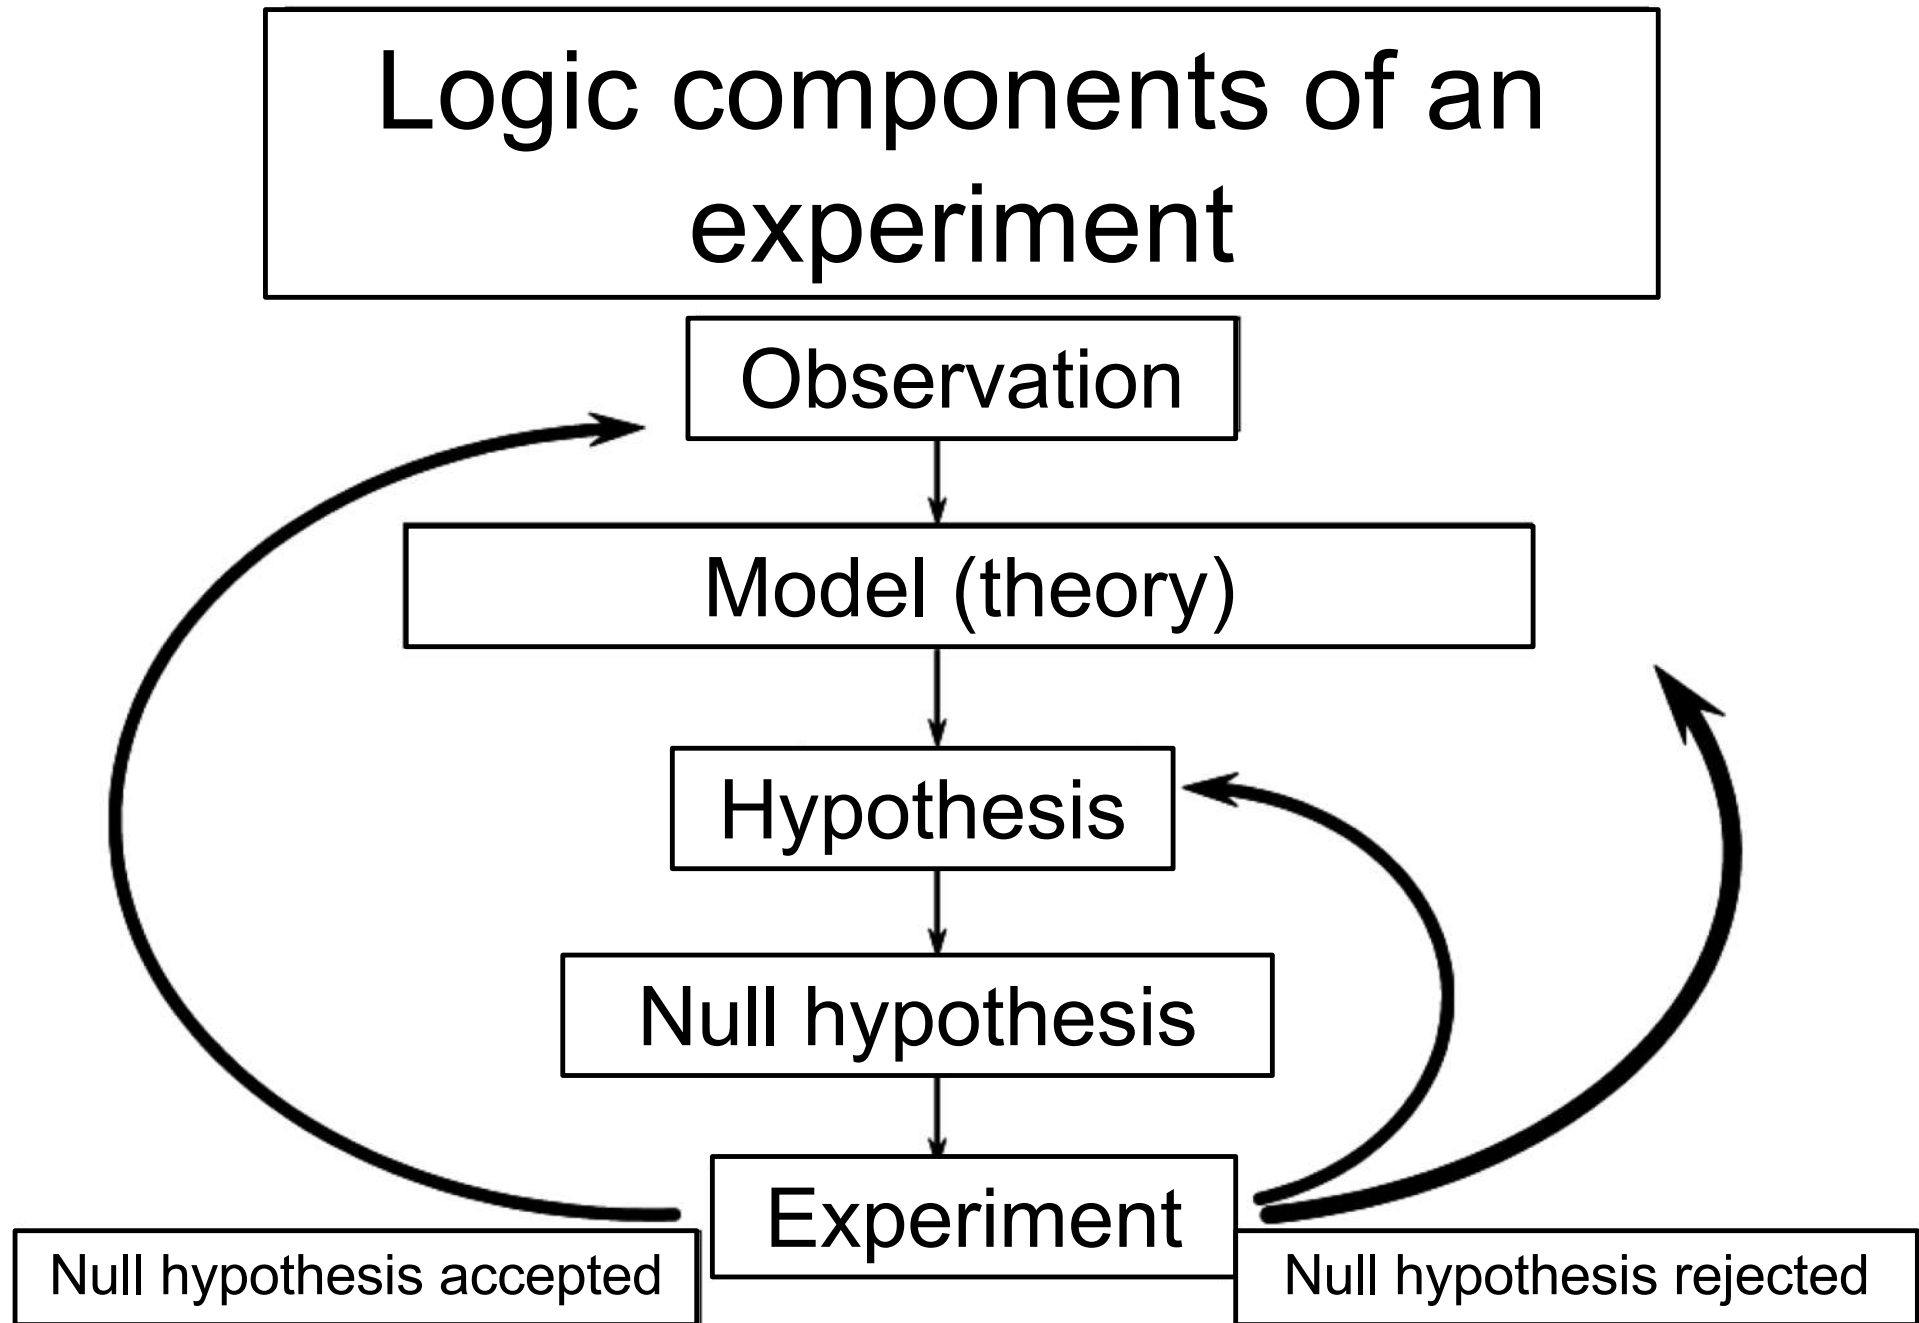 Logic components of an
experiment
Observation
Model (theory)
Hypothesis
Null hypothesis
Experiment
Null hypothesis accepted
Null hypothesis rejected